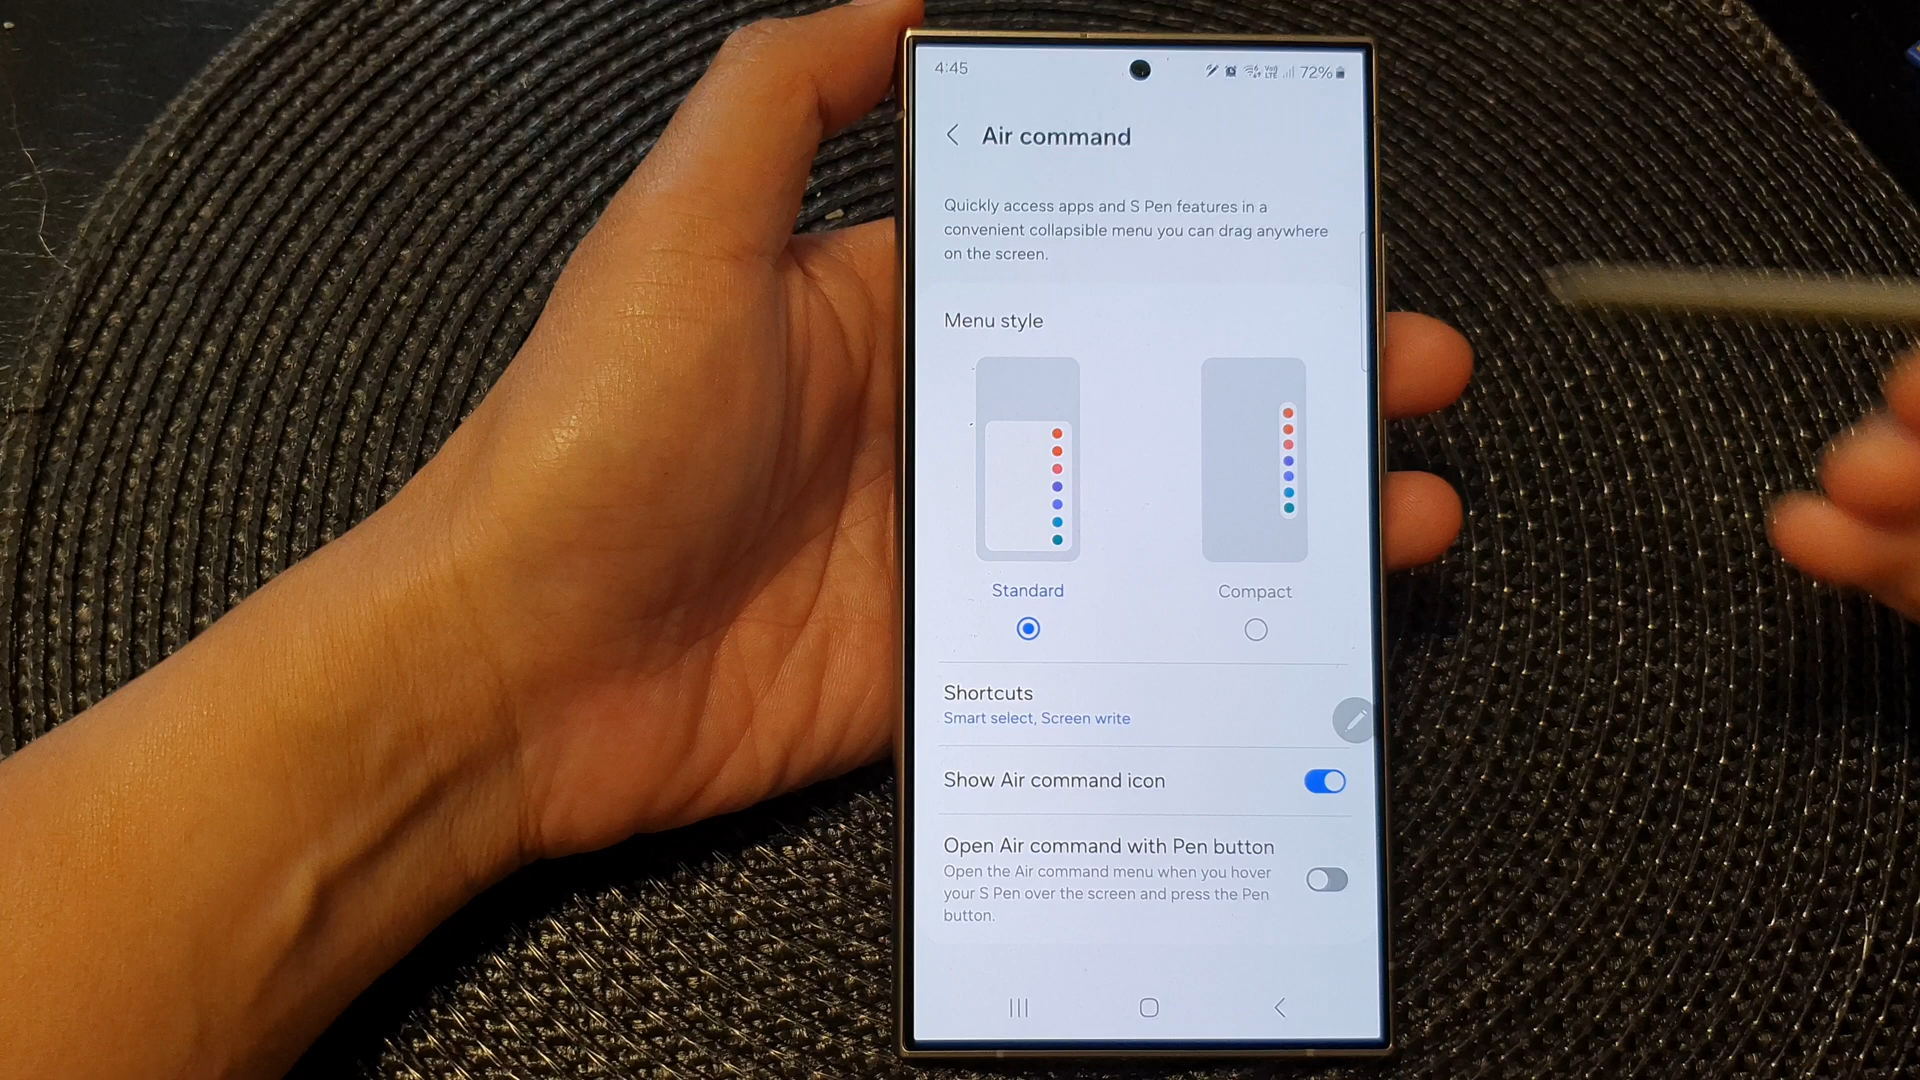 4:45
72%
Air command
Quickly access apps and S Pen features in a
convenient collapsible menu you can drag anywhere
on the screen.
Menu style
Standard
Compact
Shortcuts
Smart select, Screen write
Show Air command icon
Open Air command with Pen button
Open the Air command menu when you hover
your S Pen over the screen and press the Pen
button.